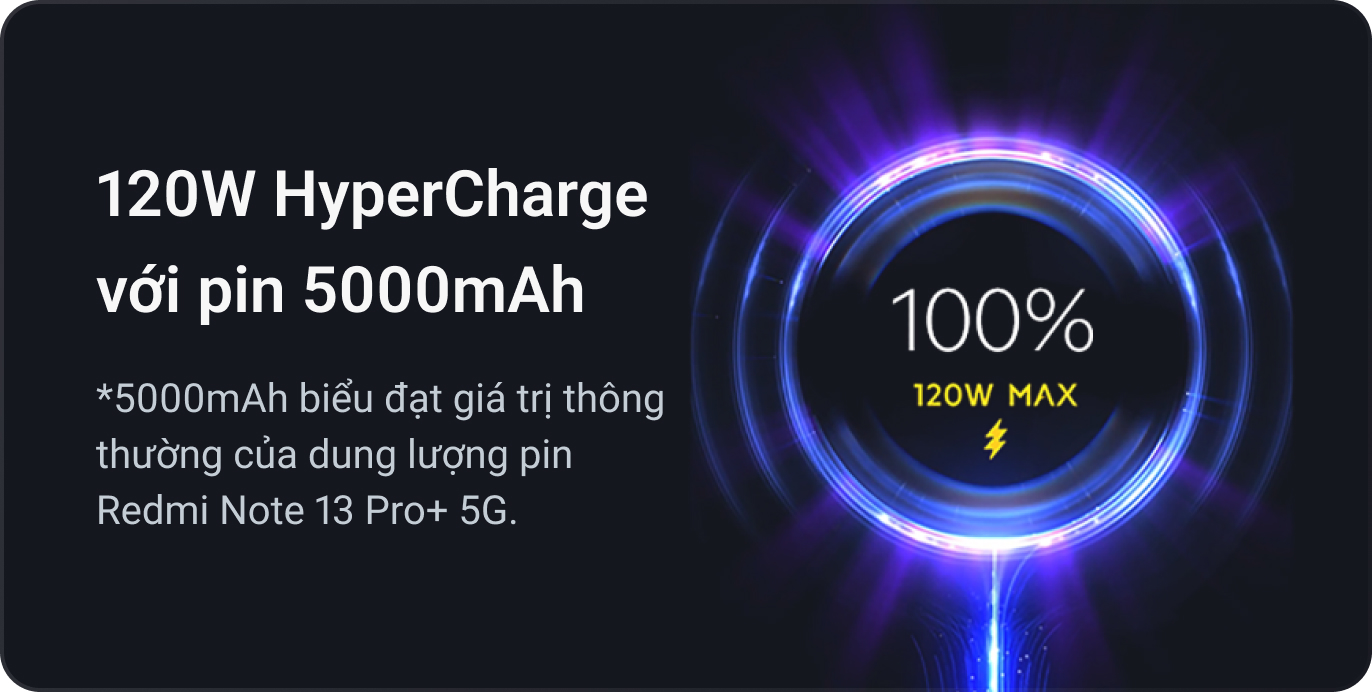 120W HyperCharge
với pin 5000mAh
*5000mAh biểu đạt giá trị thông
thường của dung lượng pin
Redmi Note 13 Pro+ 5G.
100%
120W MAX